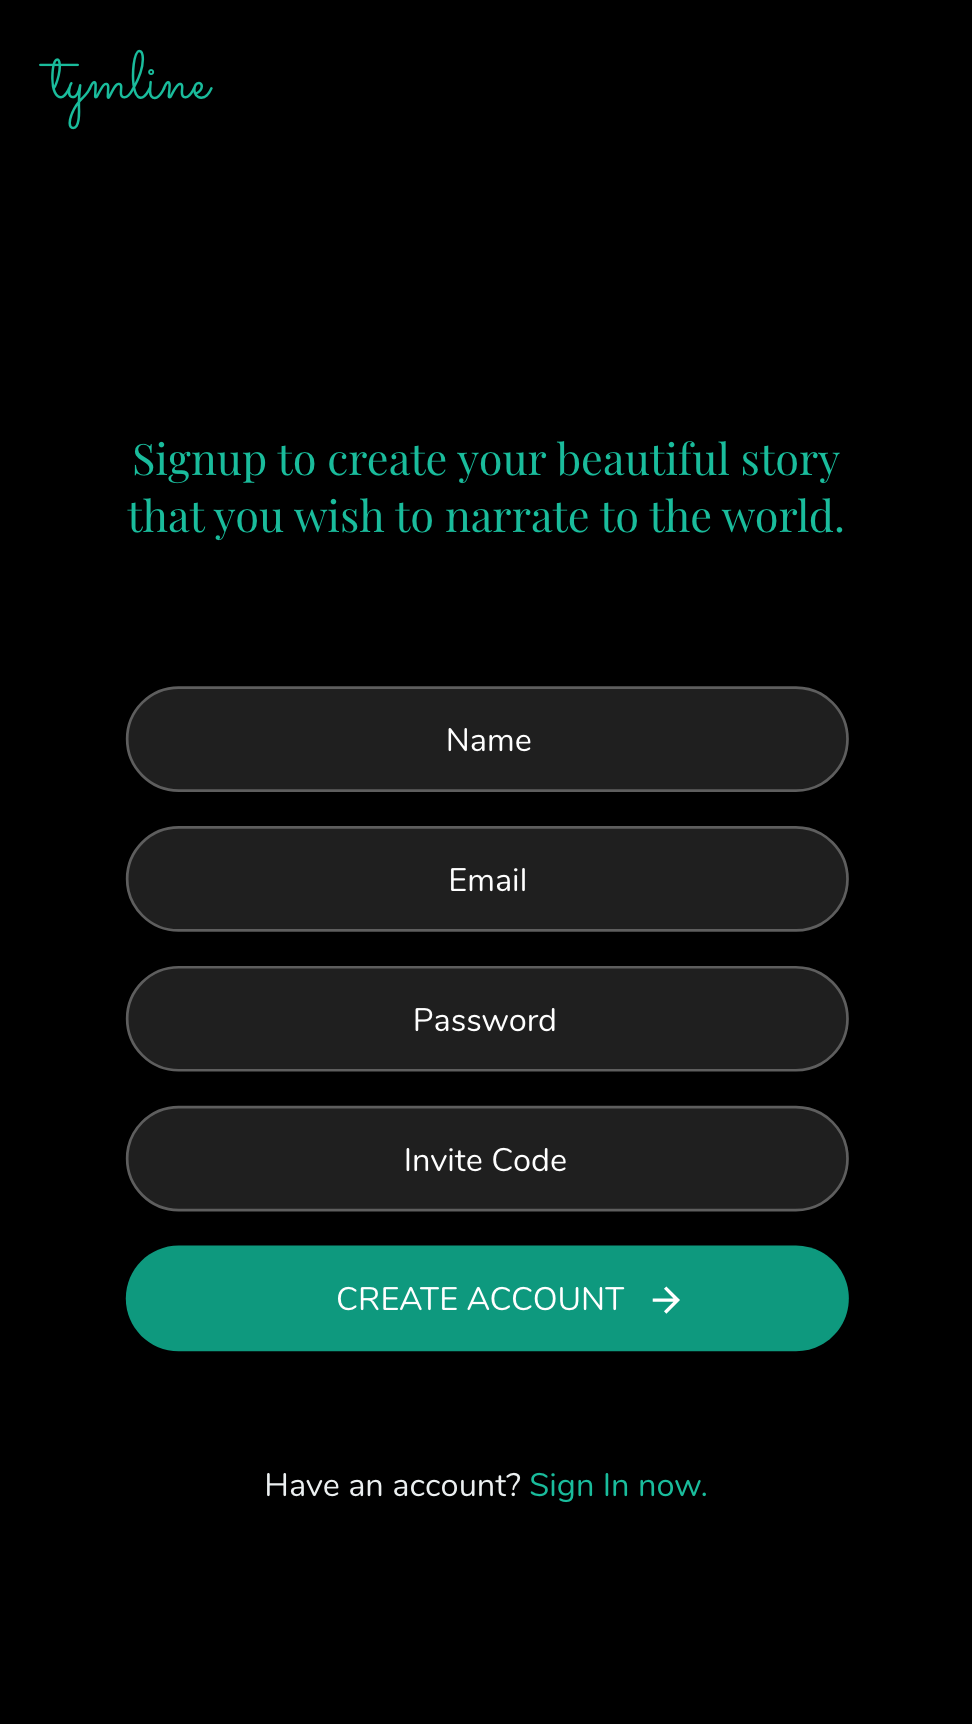 tymline
Signup to create your beautiful story
that you wish to narrate to the world.
Name
Email
Password
Invite Code
CREATE ACCOUNT
Have an account? Sign In now.